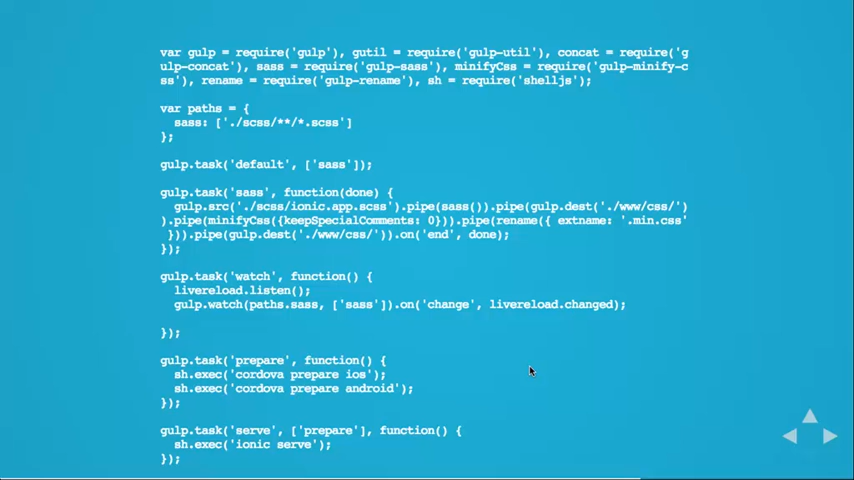 var gulp = require('gulp'), gutil = require('gulp-util'), concat = require('g
ulp-concat'), sass = require('gulp-sass'), minifyCss = require('gulp-minify-c
ss'), rename = require('gulp-rename'), sh = require('shelljs');
var paths = {
sass: ['./scss/**/*.scss']
};
gulp.task('default', ['sass']);
gulp.task('sass', function(done) {
gulp.src('./scss/ionic.app.scss').pipe(sass()).pipe(gulp.dest('./www/css/')
).pipe(minifyCss({keepSpecialComments: 0})).pipe(rename({ extname: '.min.css'
})).pipe(gulp.dest('./www/css/')).on('end', done);
});
gulp.task('watch', function() {
livereload.listen();
gulp.watch(paths.sass, ['sass']).on('change', livereload.changed);
});
gulp.task('prepare', function() {
sh.exec('cordova prepare ios');
sh.exec('cordova prepare android');
});
gulp.task('serve', ['prepare'], function() {
sh.exec('ionic serve');
});